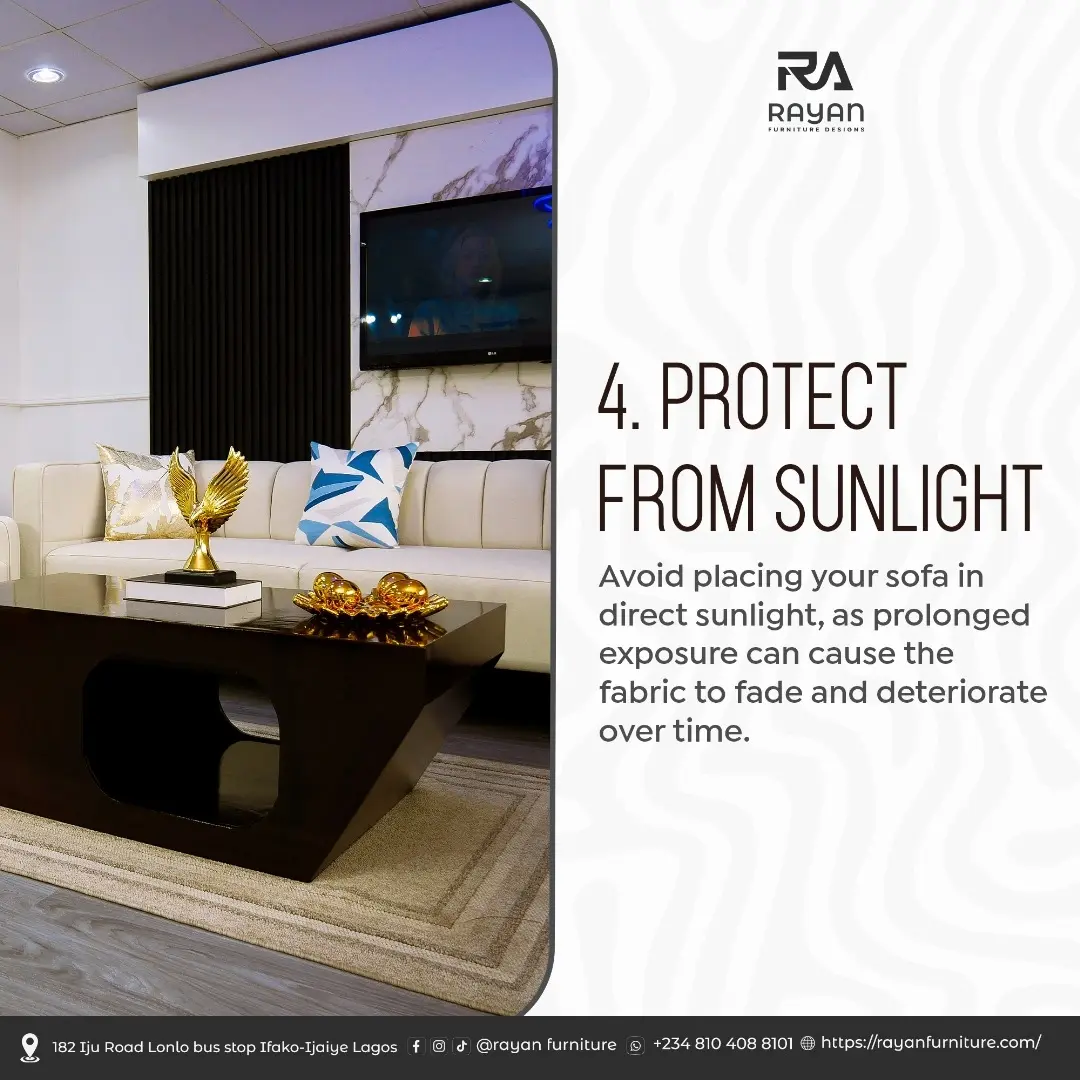 RA
RAYAN
FURNITURE DESIGNS
LG
4. PROTECT
FROM SUNLIGHT
Avoid placing your sofa in
direct sunlight, as prolonged
exposure can cause the
fabric to fade and deteriorate
over time.
182 Iju Road Lonlo bus stop Ifako-Ijaiye Lagos @rayan furniture +234 810 408 8101 https://rayanfurniture.com/